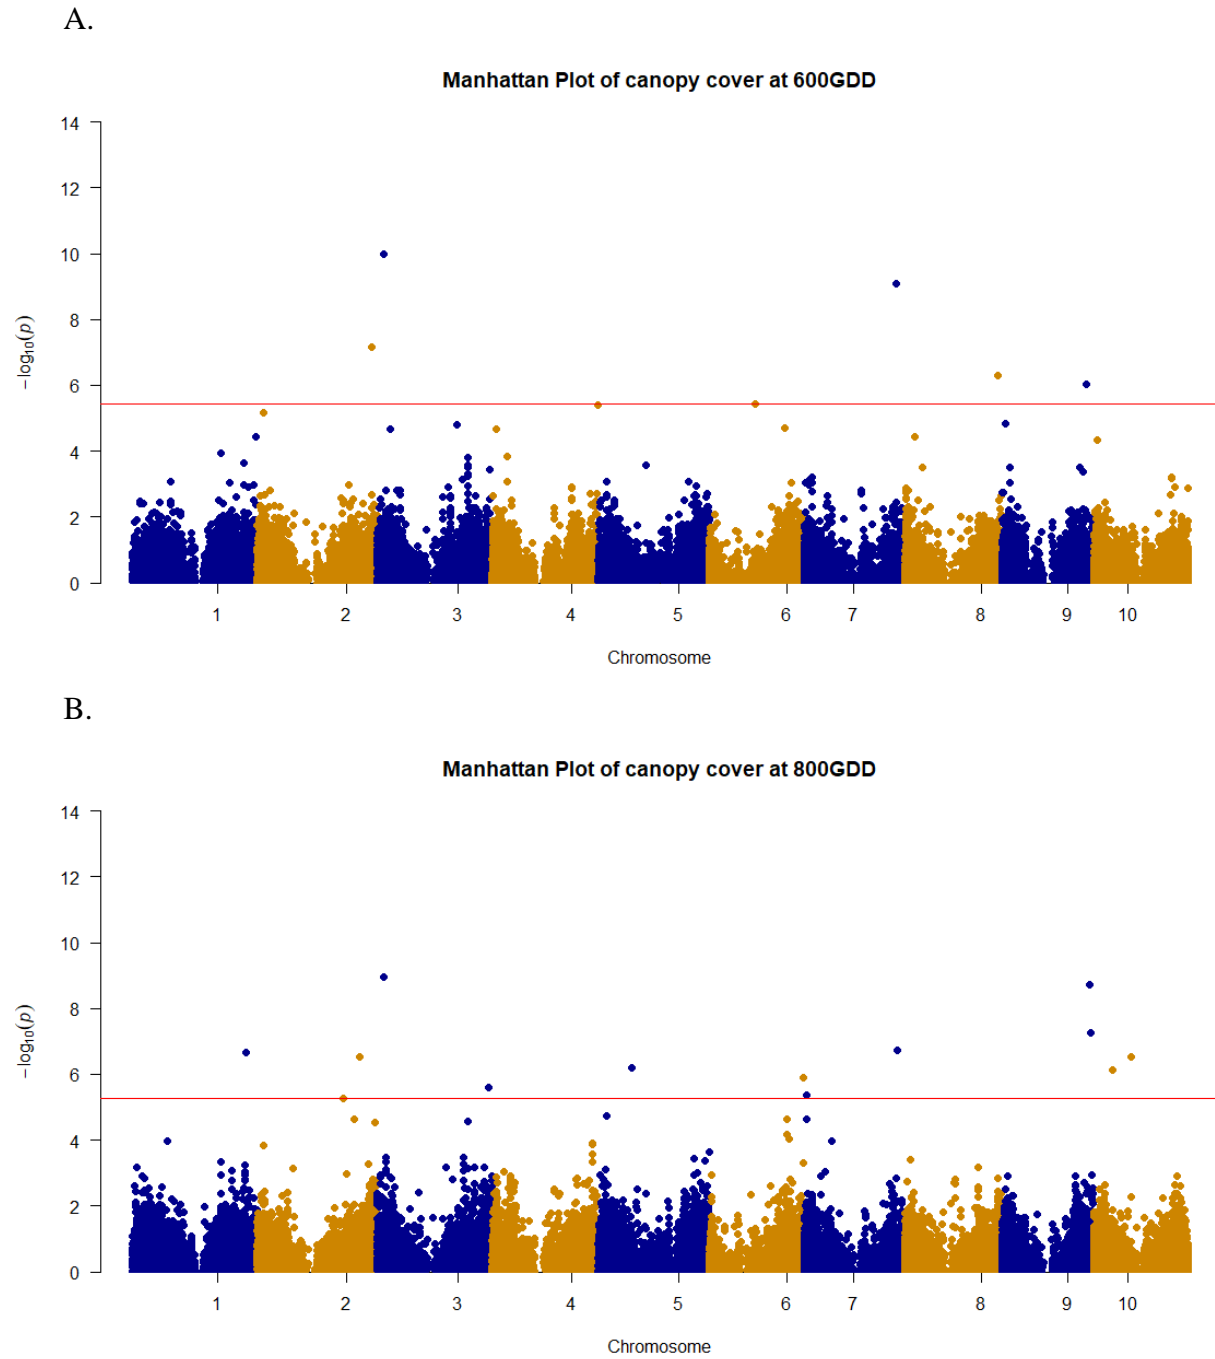 A.
Manhattan Plot of canopy cover at 600GDD
14
12
10
8
6
4
2
0
−log10(p)
1 2 3 4 5 6 7 8 9 10
Chromosome
B.
Manhattan Plot of canopy cover at 800GDD
14
12
10
8
6
4
2
0
−log10(p)
1 2 3 4 5 6 7 8 9 10
Chromosome